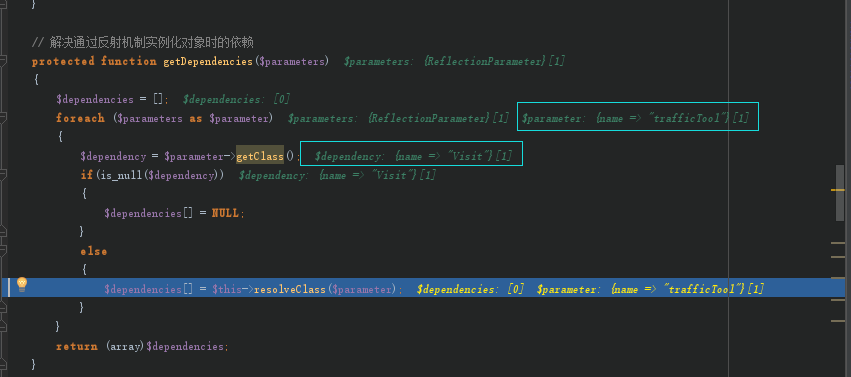 }
// 解决通过反射机制实例化对象时的依赖
protected function getDependencies($parameters) $parameters: {ReflectionParameter}[1]
{
$dependencies = []; $dependencies: [0]
foreach ($parameters as $parameter) $parameters: {ReflectionParameter}[1] $parameter: {name => "trafficTool"}[1]
{
$dependency = $parameter->getClass(); $dependency: {name => "Visit"}[1]
if(is_null($dependency)) $dependency: {name => "Visit"}[1]
{
$dependencies[] = NULL;
}
else
{
$dependencies[] = $this->resolveClass($parameter); $dependencies: [0] $parameter: {name => "trafficTool"}[1]
}
}
return (array)$dependencies;
}